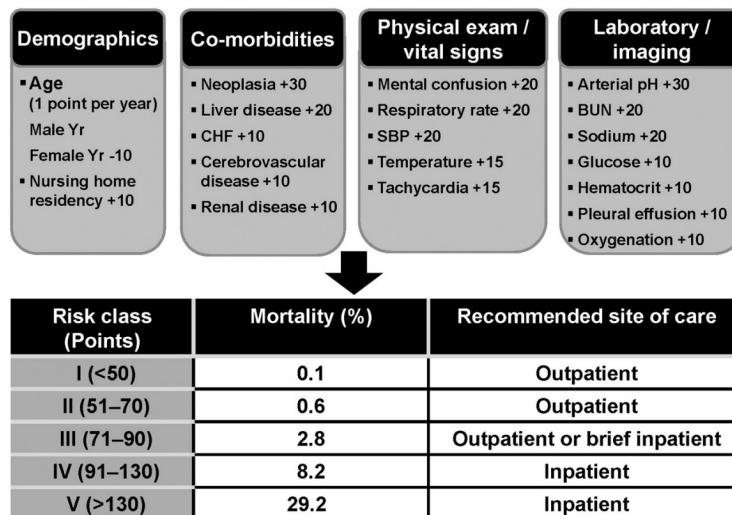 Demographics
▪ Age
(1 point per year)
Male Yr
Female Yr -10
▪ Nursing home
residency +10
Co-morbidities
▪ Neoplasia +30
▪ Liver disease +20
▪ CHF +10
▪ Cerebrovascular
disease +10
▪ Renal disease +10
Physical exam /
vital signs
▪ Mental confusion +20
▪ Respiratory rate +20
▪ SBP +20
▪ Temperature +15
▪ Tachycardia +15
Laboratory /
imaging
▪ Arterial pH +30
▪ BUN +20
▪ Sodium +20
▪ Glucose +10
▪ Hematocrit +10
▪ Pleural effusion +10
▪ Oxygenation +10
Risk class
(Points) Mortality (%) Recommended site of care
I (<50) 0.1 Outpatient
II (51–70) 0.6 Outpatient
III (71–90) 2.8 Outpatient or brief inpatient
IV (91–130) 8.2 Inpatient
V (>130) 29.2 Inpatient